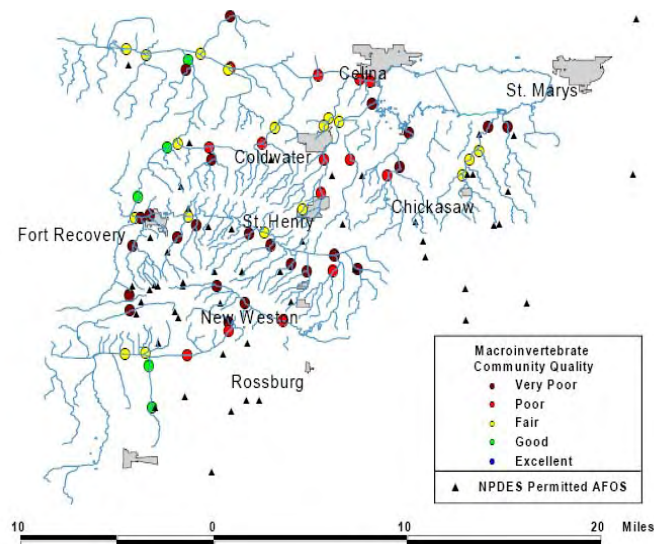 Celina
St. Marys
Coldwater
Chickasaw
St. Henry
Fort Recovery
New Weston
Rossburg
Macroinvertebrate
Community Quality
Very Poor
Poor
Fair
Good
Excellent
NPDES Permitted AFOS
10 0 10 20 Miles